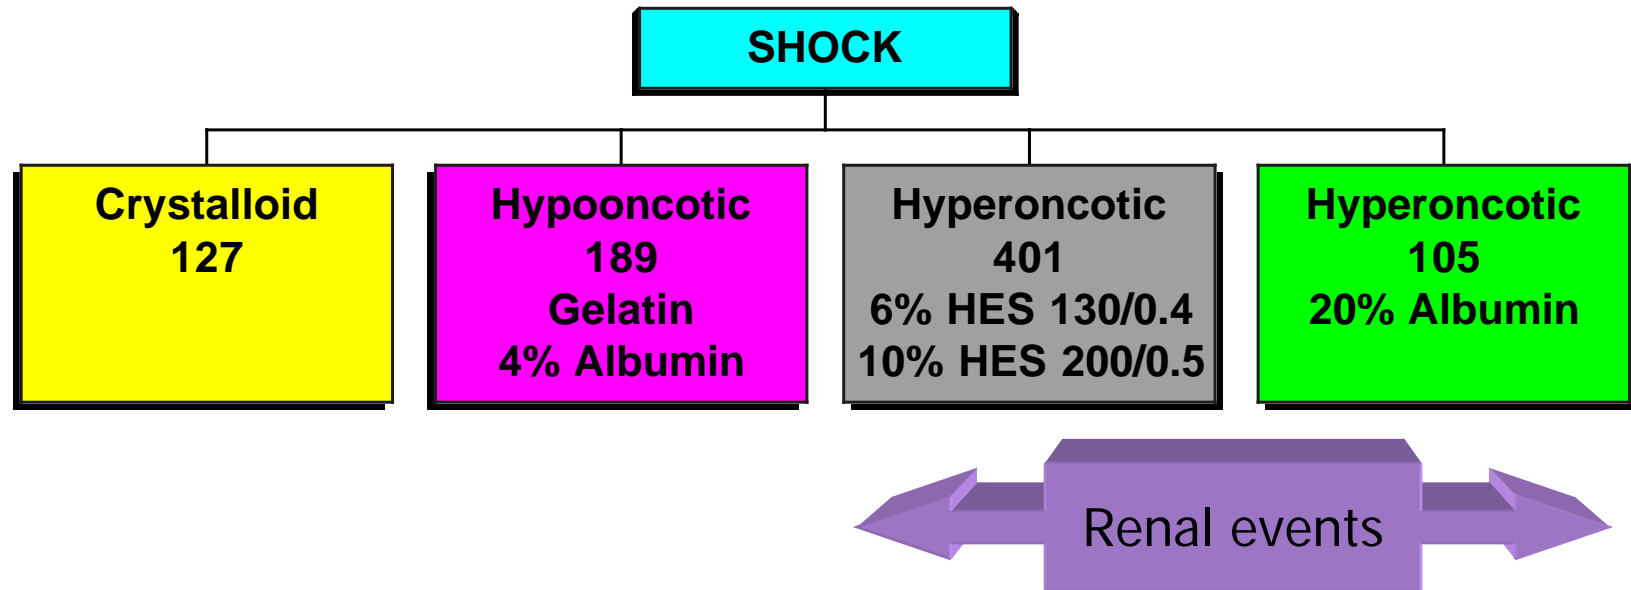 SHOCK
Crystalloid
127
Hypooncotic
189
Gelatin
4% Albumin
Hyperoncotic
401
6% HES 130/0.4
10% HES 200/0.5
Hyperoncotic
105
20% Albumin
Renal events